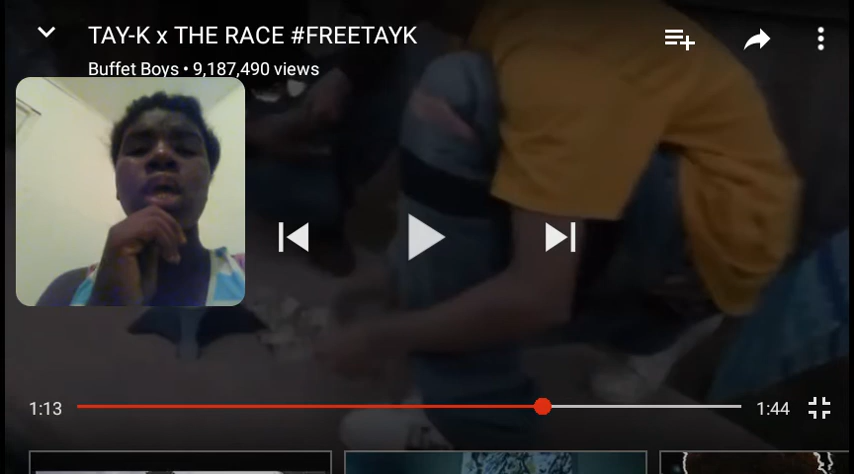 TAY-K x THE RACE #FREETAYK
Buffet Boys • 9,187,490 views
1:13
1:44